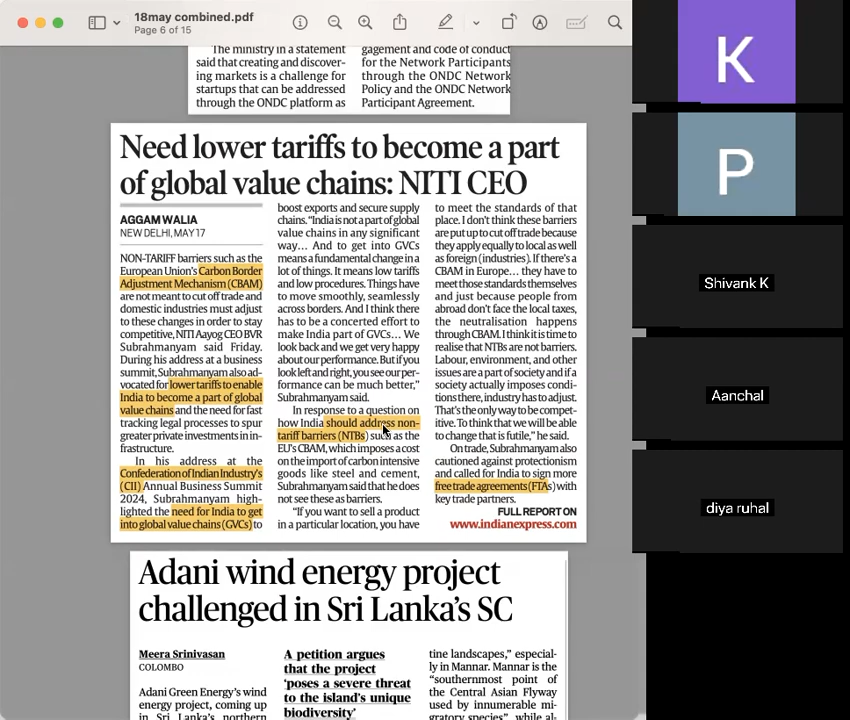 18may combined.pdf
Page 6 of 15
The ministry in a statement
said that creating and discover-
ing markets is a challenge for
startups that can be addressed
through the ONDC platform as
gagement and code of conduct
for the Network Participants
through the ONDC Network
Policy and the ONDC Network
Participant Agreement.
Need lower tariffs to become a part
of global value chains: NITI CEO
AGGAM WALIA
NEW DELHI, MAY 17
NON-TARIFF barriers such as the
European Union's Carbon Border
Adjustment Mechanism (CBAM)
are not meant to cut off trade and
domestic industries must adjust
to these changes in order to stay
competitive, NITI Aayog CEO BVR
Subrahmanyam said Friday.
During his address at a business
summit, Subrahmanyam also ad-
vocated for lower tariffs to enable
India to become a part of global
value chains and the need for fast
tracking legal processes to spur
greater private investments in in-
frastructure.
In his address at the
Confederation of Indian Industry's
(CII) Annual Business Summit
2024, Subrahmanyam high-
lighted the need for India to get
into global value chains (GVCs) to
boost exports and secure supply
chains. "India is not a part of global
value chains in any significant
way... And to get into GVCs
means a fundamental change in a
lot of things. It means low tariffs
and low procedures. Things have
to move smoothly, seamlessly
across borders. And I think there
has to be a concerted effort to
make India part of GVCs... We
look back and we get very happy
about our performance. But if you
look left and right, you see our per-
formance can be much better,"
Subrahmanyam said.
In response to a question on
how India should address non-
tariff barriers (NTBs) such as the
EU's CBAM, which imposes a cost
on the import of carbon intensive
goods like steel and cement,
Subrahmanyam said that he does
not see these as barriers.
"If you want to sell a product
in a particular location, you have
to meet the standards of that
place. I don't think these barriers
are put up to cut off trade because
they apply equally to local as well
as foreign (industries). If there's a
CBAM in Europe... they have to
meet those standards themselves
and just because people from
abroad don't face the local taxes,
the neutralisation happens
through CBAM. I think it is time to
realise that NTBs are not barriers.
Labour, environment, and other
issues are a part of society and if a
society actually imposes condi-
tions there, industry has to adjust.
That's the only way to be compet-
itive. To think that we will be able
to change that is futile," he said.
On trade, Subrahmanyam also
cautioned against protectionism
and called for India to sign more
free trade agreements (FTAs) with
key trade partners.
FULL REPORT ON
www.indianexpress.com
Adani wind energy project
challenged in Sri Lanka's SC
Meera Srinivasan
COLOMBO
Adani Green Energy's wind
energy project, coming up
in Sri Lanka's northern
A petition argues
that the project
'poses a severe threat
to the island's unique
biodiversity'
tine landscapes," especial-
ly in Mannar. Mannar is the
"southernmost point of
the Central Asian Flyway
used by innumerable mi-
gratory species", while al-
K
P
Shivank K
Aanchal
diya ruhal